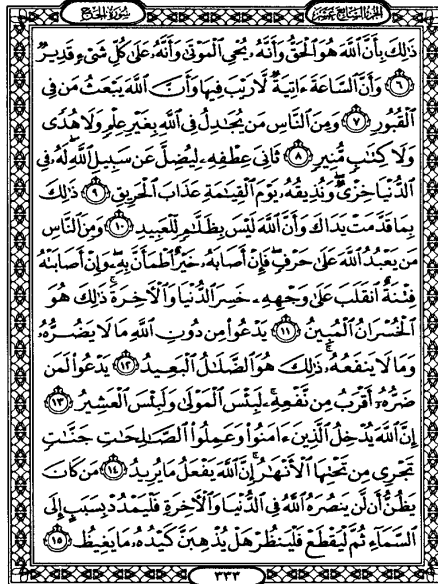 سورة الحج
الجزء السابع عشر
ذَٰلِكَ بِأَنَّ ٱللَّهَ هُوَ ٱلْحَقُّ وَأَنَّهُۥ يُحْىِ ٱلْمَوْتَىٰ وَأَنَّهُۥ عَلَىٰ كُلِّ شَىْءٍ قَدِيرٌ
٦ وَأَنَّ ٱلسَّاعَةَ ءَاتِيَةٌ لَّا رَيْبَ فِيهَا وَأَنَّ ٱللَّهَ يَبْعَثُ مَن فِى
ٱلْقُبُورِ ٧ وَمِنَ ٱلنَّاسِ مَن يُجَٰدِلُ فِى ٱللَّهِ بِغَيْرِ عِلْمٍ وَلَا هُدًى
وَلَا كِتَٰبٍ مُّنِيرٍ ٨ ثَانِىَ عِطْفِهِۦ لِيُضِلَّ عَن سَبِيلِ ٱللَّهِ لَهُۥ فِى
ٱلدُّنْيَا خِزْىٌ وَنُذِيقُهُۥ يَوْمَ ٱلْقِيَٰمَةِ عَذَابَ ٱلْحَرِيقِ ٩ ذَٰلِكَ
بِمَا قَدَّمَتْ يَدَاكَ وَأَنَّ ٱللَّهَ لَيْسَ بِظَلَّٰمٍ لِّلْعَبِيدِ ١٠ وَمِنَ ٱلنَّاسِ
مَن يَعْبُدُ ٱللَّهَ عَلَىٰ حَرْفٍ فَإِنْ أَصَابَهُۥ خَيْرٌ ٱطْمَأَنَّ بِهِۦ وَإِنْ أَصَابَتْهُ
فِتْنَةٌ ٱنقَلَبَ عَلَىٰ وَجْهِهِۦ خَسِرَ ٱلدُّنْيَا وَٱلْءَاخِرَةَ ذَٰلِكَ هُوَ
ٱلْخُسْرَانُ ٱلْمُبِينُ ١١ يَدْعُوا۟ مِن دُونِ ٱللَّهِ مَا لَا يَضُرُّهُۥ
وَمَا لَا يَنفَعُهُۥ ذَٰلِكَ هُوَ ٱلضَّلَٰلُ ٱلْبَعِيدُ ١٢ يَدْعُوا۟ لَمَن
ضَرُّهُۥٓ أَقْرَبُ مِن نَّفْعِهِۦ لَبِئْسَ ٱلْمَوْلَىٰ وَلَبِئْسَ ٱلْعَشِيرُ ١٣
إِنَّ ٱللَّهَ يُدْخِلُ ٱلَّذِينَ ءَامَنُوا۟ وَعَمِلُوا۟ ٱلصَّٰلِحَٰتِ جَنَّٰتٍ
تَجْرِى مِن تَحْتِهَا ٱلْأَنْهَٰرُ إِنَّ ٱللَّهَ يَفْعَلُ مَا يُرِيدُ ١٤ مَن كَانَ
يَظُنُّ أَن لَّن يَنصُرَهُ ٱللَّهُ فِى ٱلدُّنْيَا وَٱلْءَاخِرَةِ فَلْيَمْدُدْ بِسَبَبٍ إِلَى
ٱلسَّمَآءِ ثُمَّ لْيَقْطَعْ فَلْيَنظُرْ هَلْ يُذْهِبَنَّ كَيْدُهُۥ مَا يَغِيظُ ١٥
٣٣٣